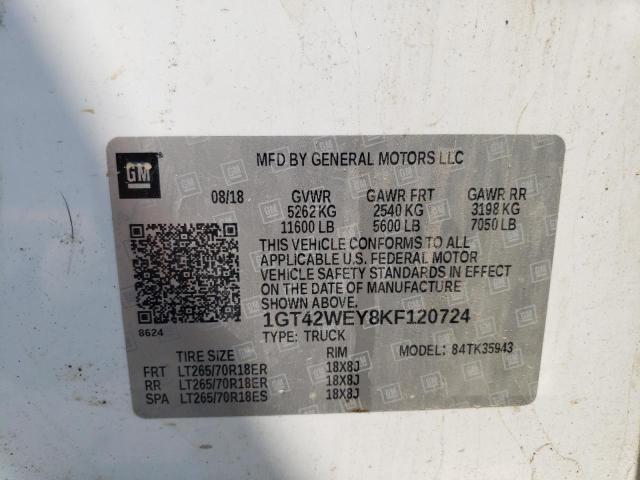 GM
MFD BY GENERAL MOTORS LLC
08/18 GVWR GAWR FRT GAWR RR
5262 KG 2540 KG 3198 KG
11600 LB 5600 LB 7050 LB
THIS VEHICLE CONFORMS TO ALL
APPLICABLE U.S. FEDERAL MOTOR
VEHICLE SAFETY STANDARDS IN EFFECT
ON THE DATE OF MANUFACTURE
SHOWN ABOVE.
8624
1GT42WEY8KF120724
TYPE: TRUCK MODEL: 84TK35943
TIRE SIZE RIM
FRT LT265/70R18ER 18X8J
RR LT265/70R18ER 18X8J
SPA LT265/70R18ES 18X8J